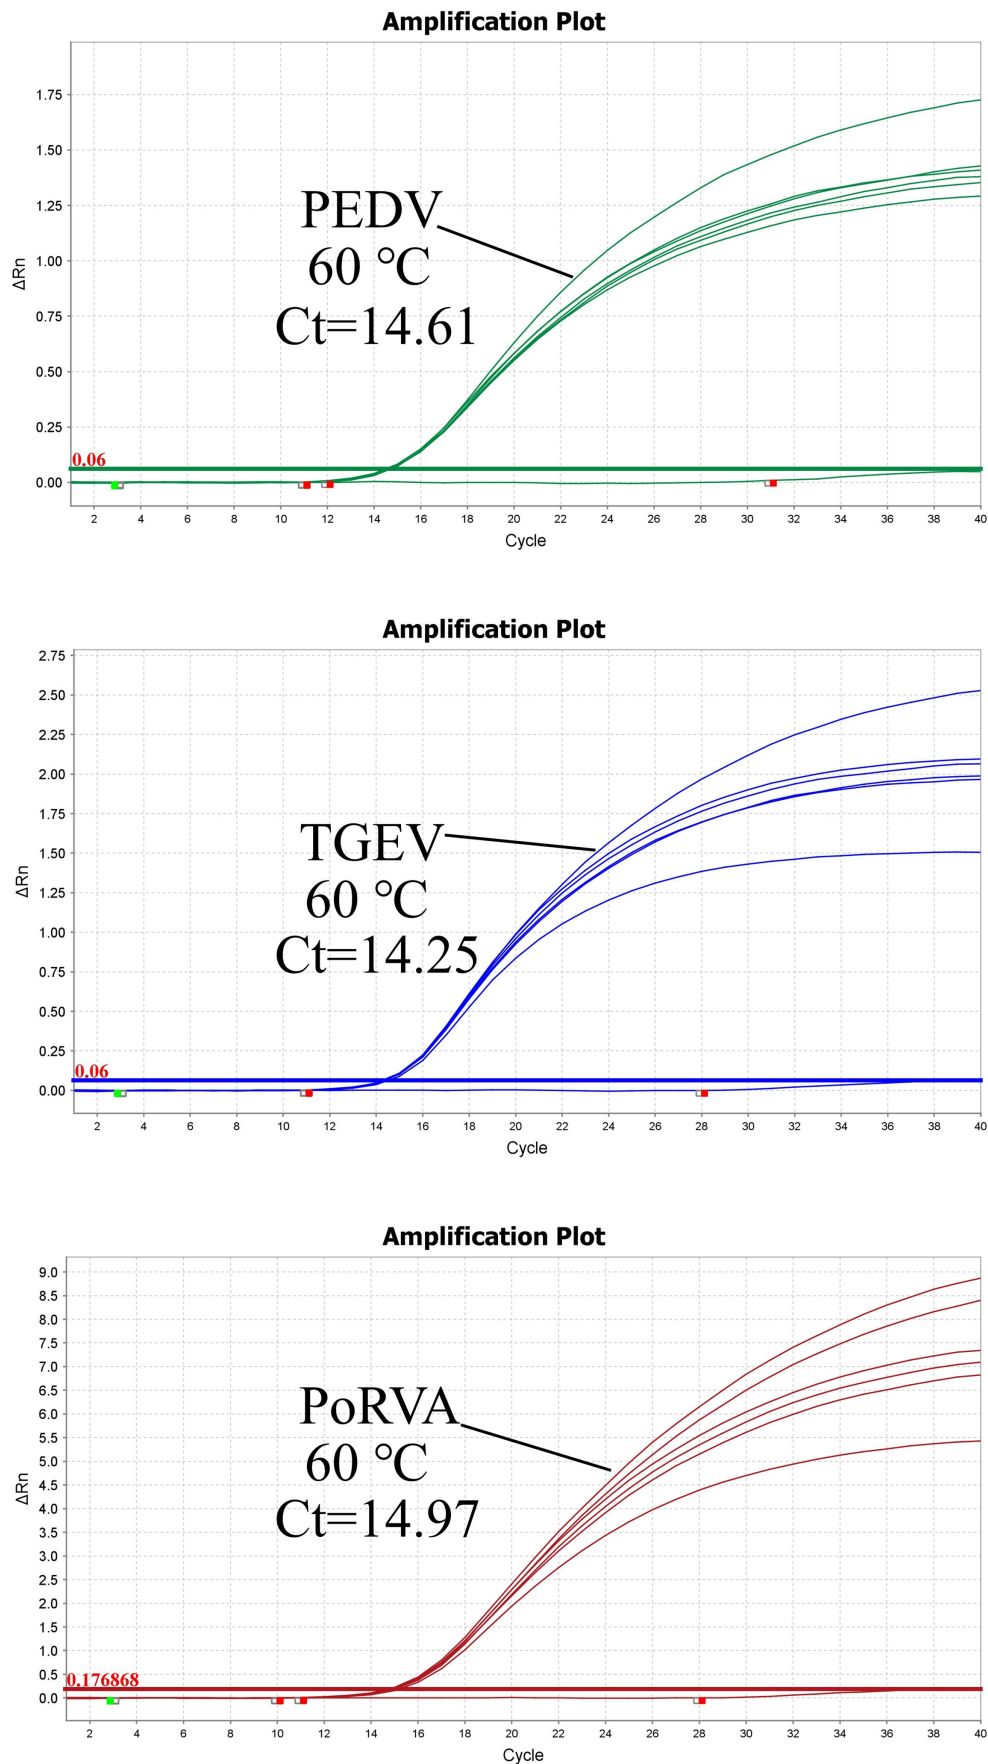 Amplification Plot
1.75
1.50
1.25
1.00
0.75
0.50
0.25
0.00
ΔRn
PEDV
60 °C
Ct=14.61
0.06
2 4 6 8 10 12 14 16 18 20 22 24 26 28 30 32 34 36 38 40
Cycle
Amplification Plot
2.75
2.50
2.25
2.00
1.75
1.50
1.25
1.00
0.75
0.50
0.25
0.00
ΔRn
TGEV
60 °C
Ct=14.25
0.06
2 4 6 8 10 12 14 16 18 20 22 24 26 28 30 32 34 36 38 40
Cycle
Amplification Plot
9.0
8.5
8.0
7.5
7.0
6.5
6.0
5.5
5.0
4.5
4.0
3.5
3.0
2.5
2.0
1.5
1.0
0.5
0.0
ΔRn
PoRVA
60 °C
Ct=14.97
0.176868
2 4 6 8 10 12 14 16 18 20 22 24 26 28 30 32 34 36 38 40
Cycle